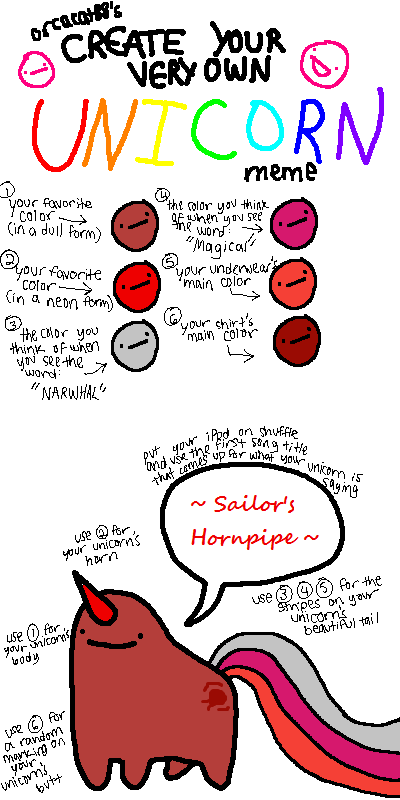 orcacat88's
CREATE YOUR
VERY OWN
UNICORN
meme
1
your favorite
color
(in a dull form)
2
your favorite
color
(in a neon form)
3
the color you
think of when
you see the
word:
"NARWHAL"
4
the color you think
of when you see
the word:
"Magical"
5
your underwear's
main color
6
your shirt's
main color
put your iPod on shuffle
and use the first song title
that comes up for what your unicorn is
saying
~ Sailor's
Hornpipe ~
use 2 for
your unicorn's
horn
use 3 4 5 for the
stripes on your
unicorn's
beautiful tail
use 1 for
your unicorn's
body
use 6 for
a random
marking on
your
unicorn's
butt